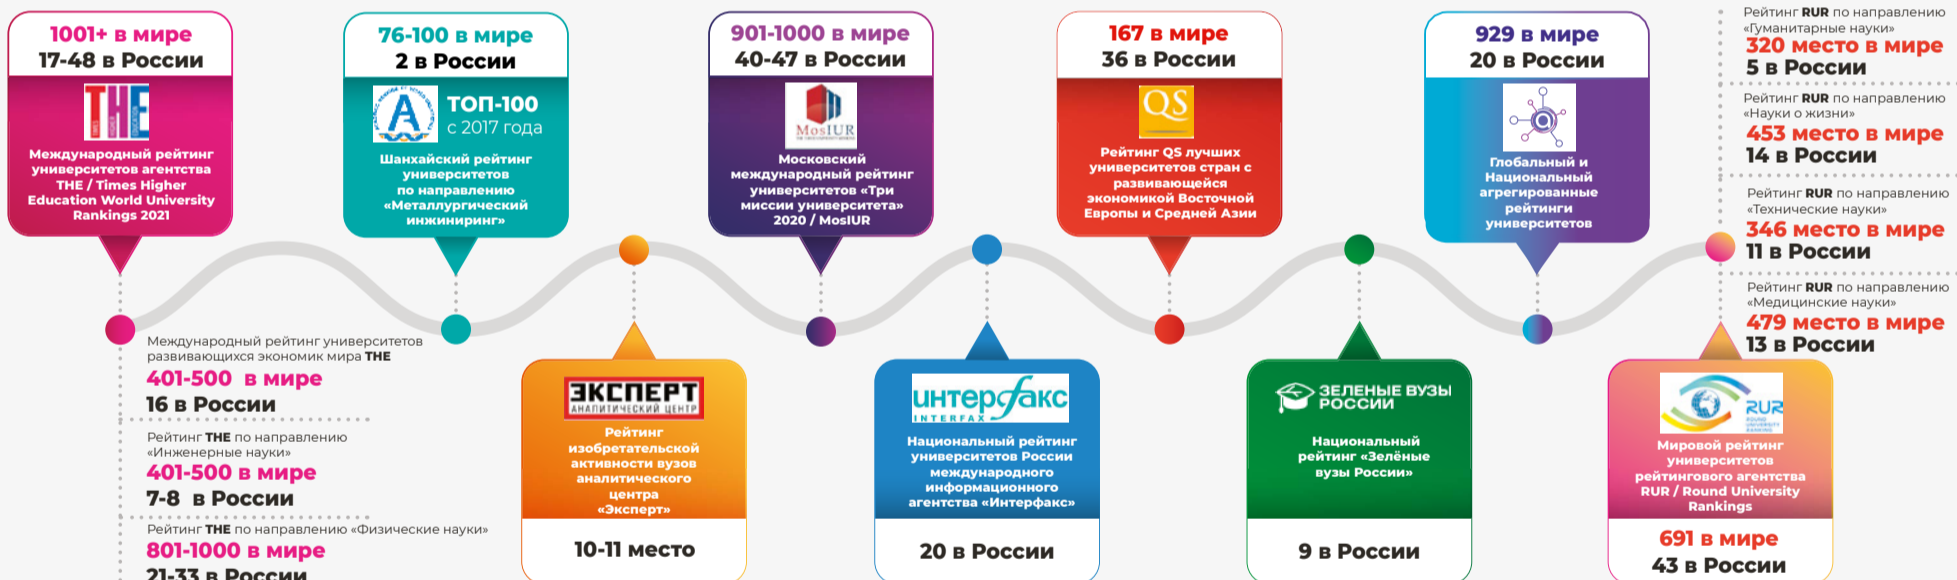 1001+ в мире
17-48 в России
THE
TIMES
HIGHER
EDUCATION
Международный рейтинг
университетов агентства
THE / Times Higher
Education World University
Rankings 2021
Международный рейтинг университетов
развивающихся экономик мира THE
401-500 в мире
16 в России
Рейтинг THE по направлению
«Инженерные науки»
401-500 в мире
7-8 в России
Рейтинг THE по направлению «Физические науки»
801-1000 в мире
21-33 в России
76-100 в мире
2 в России
ТОП-100
с 2017 года
Шанхайский рейтинг
университетов
по направлению
«Металлургический
инжиниринг»
ЭКСПЕРТ
АНАЛИТИЧЕСКИЙ ЦЕНТР
Рейтинг
изобретательской
активности вузов
аналитического
центра
«Эксперт»
10-11 место
901-1000 в мире
40-47 в России
MosIUR
Московский
международный рейтинг
университетов «Три
миссии университета»
2020 / MosIUR
интерфакс
INTERFAX
Национальный рейтинг
университетов России
международного
информационного
агентства «Интерфакс»
20 в России
167 в мире
36 в России
QS
Рейтинг QS лучших
университетов стран с
развивающейся
экономикой Восточной
Европы и Средней Азии
ЗЕЛЕНЫЕ ВУЗЫ
РОССИИ
Национальный
рейтинг «Зелёные
вузы России»
9 в России
929 в мире
20 в России
Глобальный и
Национальный
агрегированные
рейтинги
университетов
Рейтинг RUR по направлению
«Гуманитарные науки»
320 место в мире
5 в России
Рейтинг RUR по направлению
«Науки о жизни»
453 место в мире
14 в России
Рейтинг RUR по направлению
«Технические науки»
346 место в мире
11 в России
Рейтинг RUR по направлению
«Медицинские науки»
479 место в мире
13 в России
RUR
ROUND
UNIVERSITY
RANKING
Мировой рейтинг
университетов
рейтингового агентства
RUR / Round University
Rankings
691 в мире
43 в России